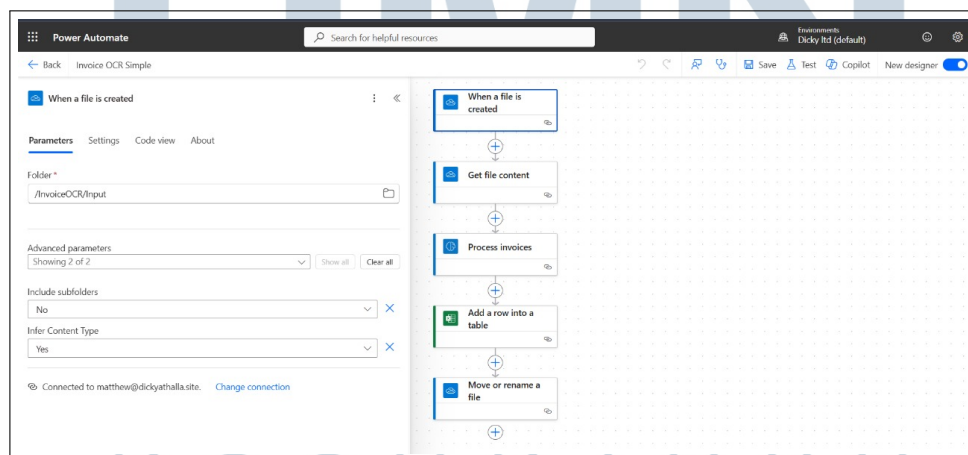 Power Automate
Search for helpful resources
Environments
Dicky ltd (default)
Back Invoice OCR Simple
Save Test Copilot New designer
When a file is created
Parameters Settings Code view About
Folder *
/InvoiceOCR/Input
Advanced parameters
Showing 2 of 2 Show all Clear all
Include subfolders
No
Infer Content Type
Yes
Connected to matthew@dickyathalla.site. Change connection
When a file is
created
Get file content
Process invoices
Add a row into a
table
Move or rename a
file